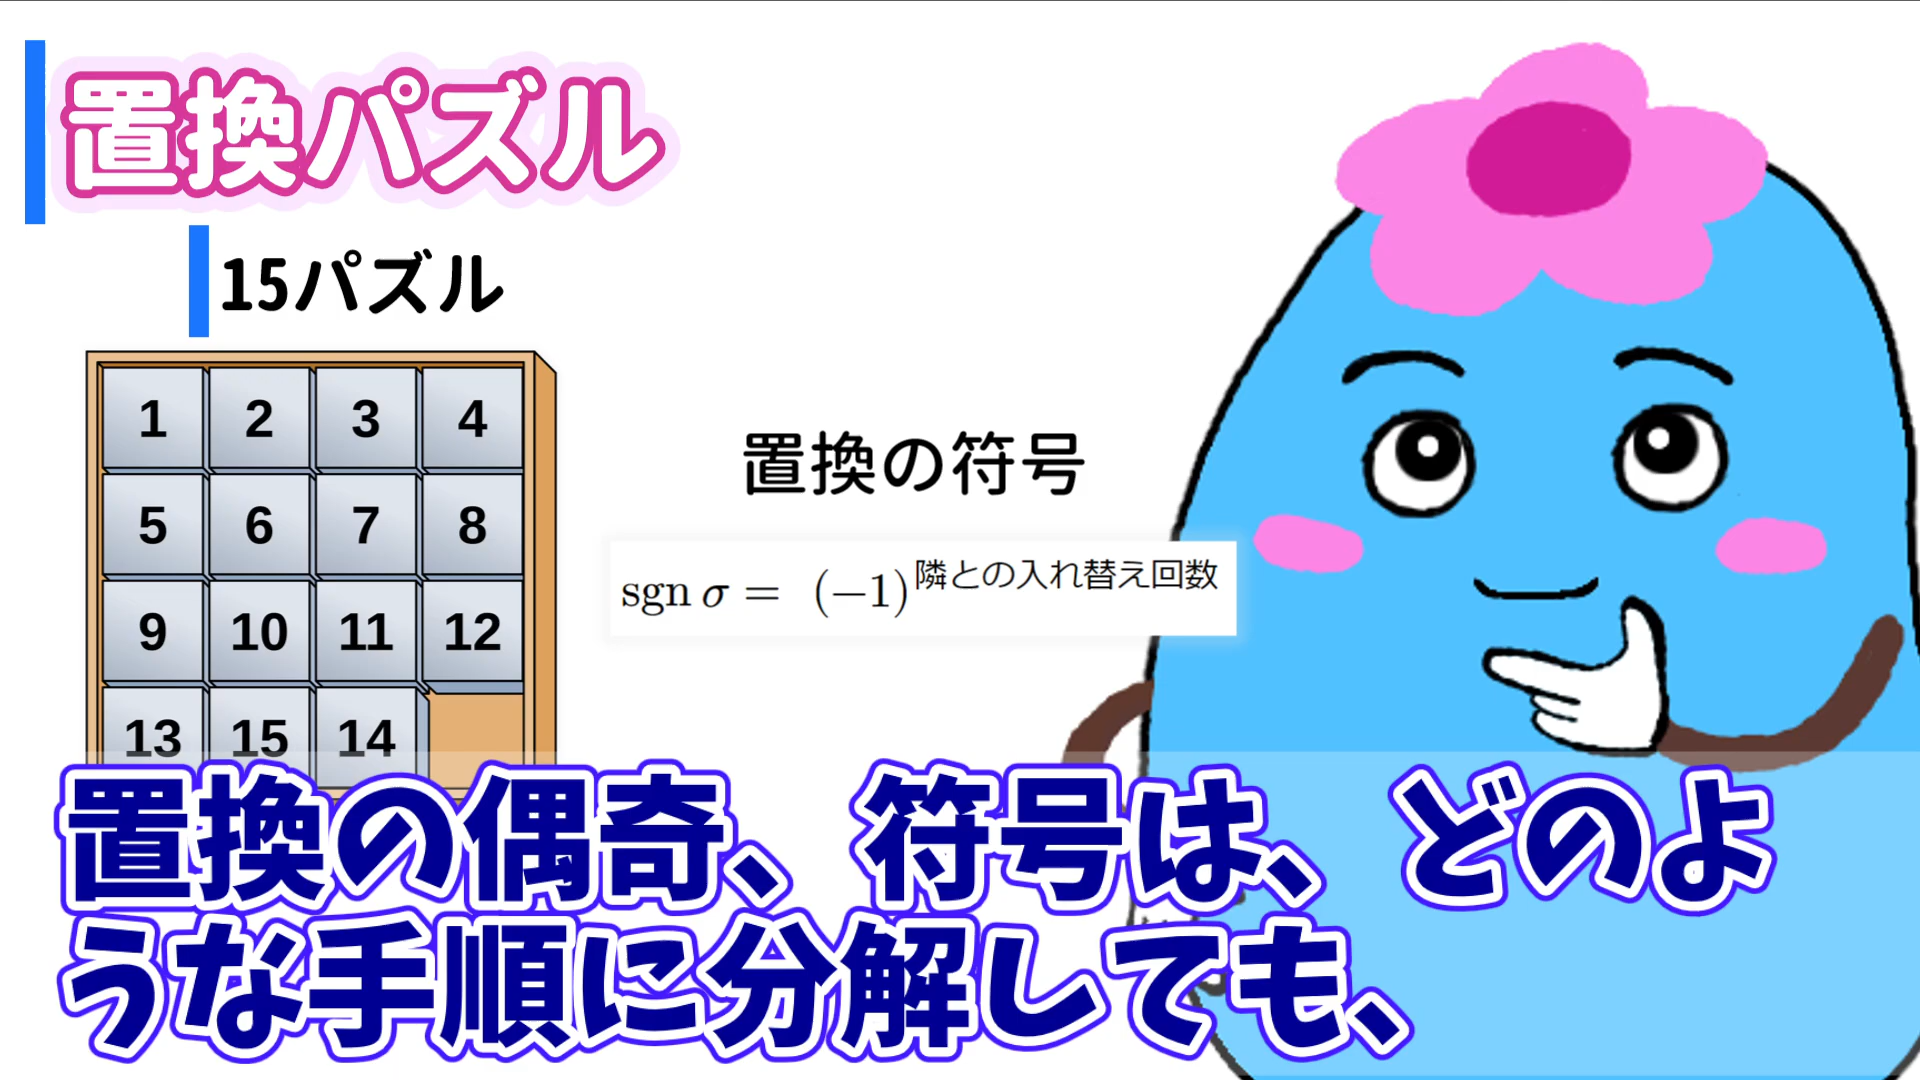 置換パズル
15パズル
1 2 3 4
5 6 7 8
9 10 11 12
13 15 14
置換の符号
sgn σ = (−1)^隣との入れ替え回数
置換の偶奇、符号は、どのよ
うな手順に分解しても、